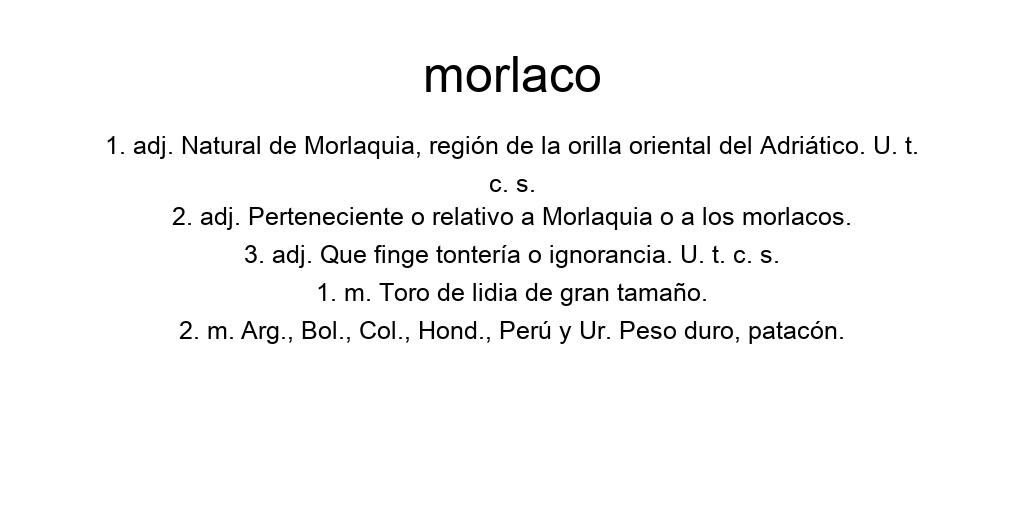 morlaco
1. adj. Natural de Morlaquia, región de la orilla oriental del Adriático. U. t.
c. s.
2. adj. Perteneciente o relativo a Morlaquia o a los morlacos.
3. adj. Que finge tontería o ignorancia. U. t. c. s.
1. m. Toro de lidia de gran tamaño.
2. m. Arg., Bol., Col., Hond., Perú y Ur. Peso duro, patacón.